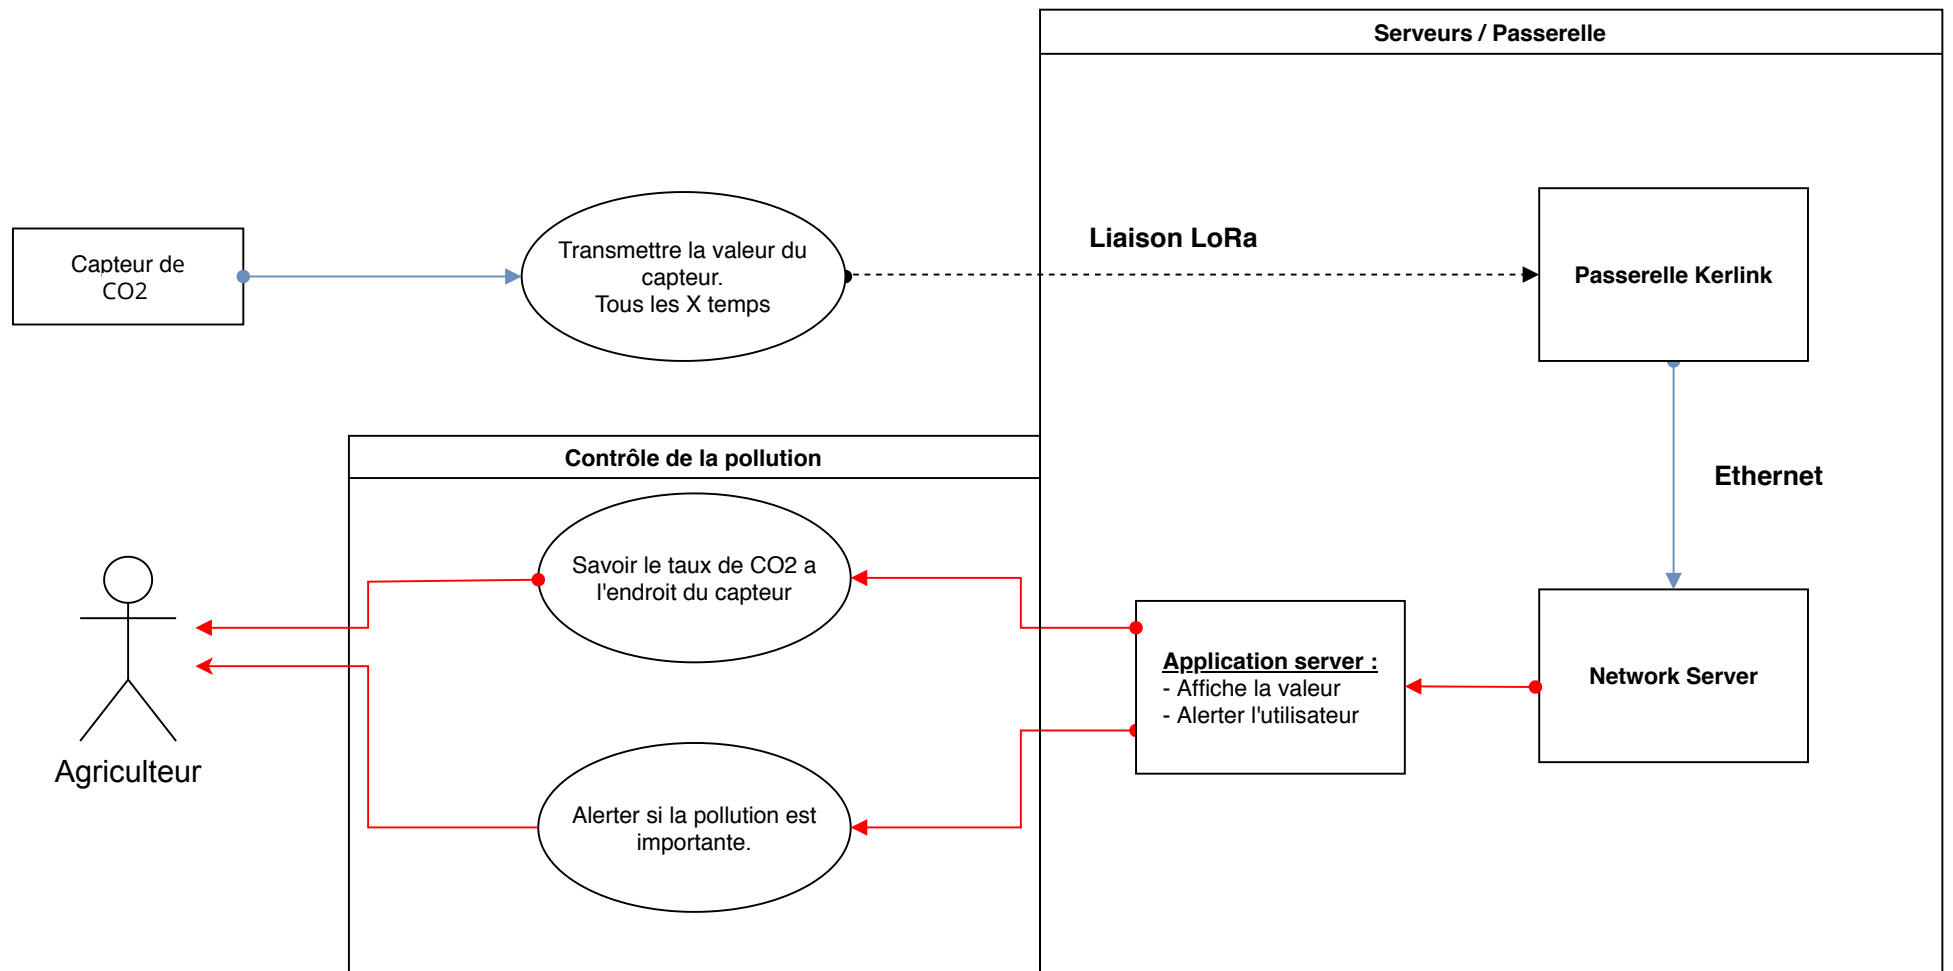 Serveurs / Passerelle
Capteur de
CO2
Transmettre la valeur du
capteur.
Tous les X temps
Liaison LoRa
Passerelle Kerlink
Ethernet
Contrôle de la pollution
Savoir le taux de CO2 a
l'endroit du capteur
Agriculteur
Alerter si la pollution est
importante.
Application server :
- Affiche la valeur
- Alerter l'utilisateur
Network Server